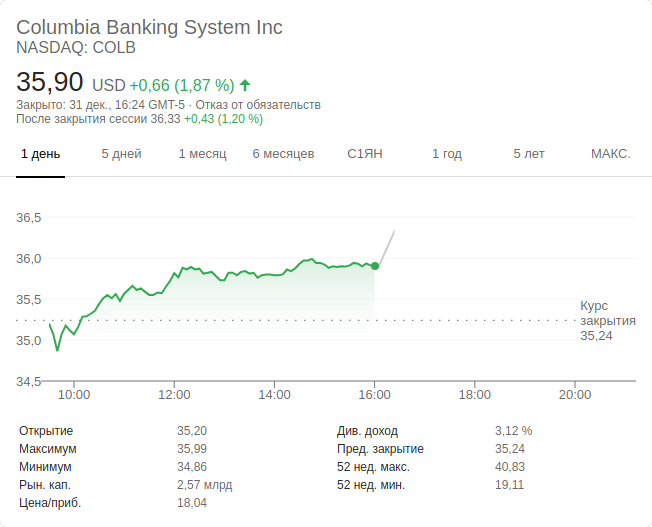 Columbia Banking System Inc
NASDAQ: COLB
35,90 USD +0,66 (1,87 %)
Закрыто: 31 дек., 16:24 GMT-5 · Отказ от обязательств
После закрытия сессии 36,33 +0,43 (1,20 %)
1 день 5 дней 1 месяц 6 месяцев С1ЯН 1 год 5 лет МАКС.
36,5
36,0
35,5
35,0
34,5
Курс
закрытия
35,24
10:00 12:00 14:00 16:00 18:00 20:00
Открытие 35,20 Див. доход 3,12 %
Максимум 35,99 Пред. закрытие 35,24
Минимум 34,86 52 нед. макс. 40,83
Рын. кап. 2,57 млрд 52 нед. мин. 19,11
Цена/приб. 18,04